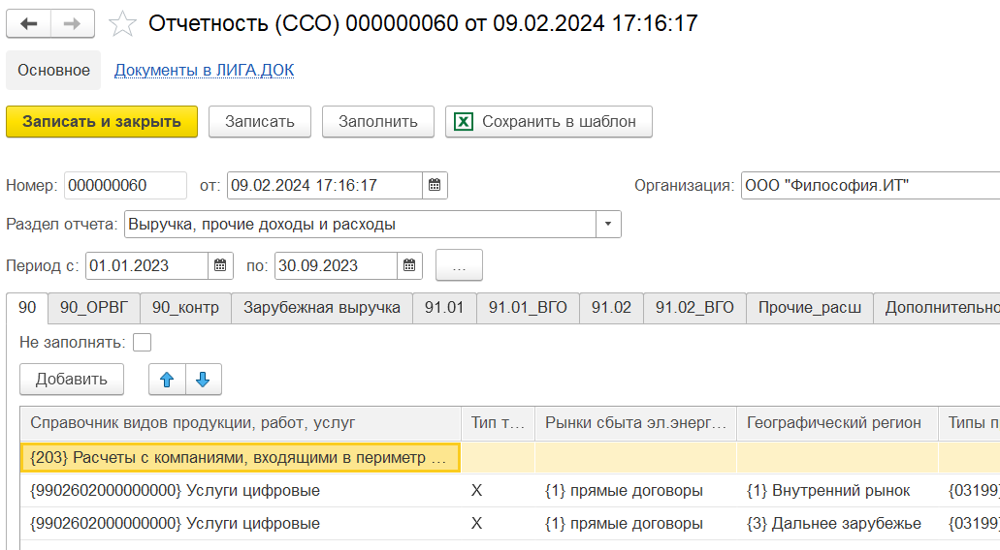 Отчетность (ССО) 000000060 от 09.02.2024 17:16:17
Основное Документы в ЛИГА.ДОК
Записать и закрыть Записать Заполнить Сохранить в шаблон
Номер: 000000060 от: 09.02.2024 17:16:17 Организация: ООО "Философия.ИТ"
Раздел отчета: Выручка, прочие доходы и расходы
Период с: 01.01.2023 по: 30.09.2023 ...
90 90_ОРВГ 90_контр Зарубежная выручка 91.01 91.01_ВГО 91.02 91.02_ВГО Прочие_расш Дополнительно
Не заполнять:
Добавить
Справочник видов продукции, работ, услуг Тип т... Рынки сбыта эл.энерг... Географический регион Типы п
{203} Расчеты с компаниями, входящими в периметр ...
{9902602000000000} Услуги цифровые X {1} прямые договоры {1} Внутренний рынок {03199}
{9902602000000000} Услуги цифровые X {1} прямые договоры {3} Дальнее зарубежье {03199}